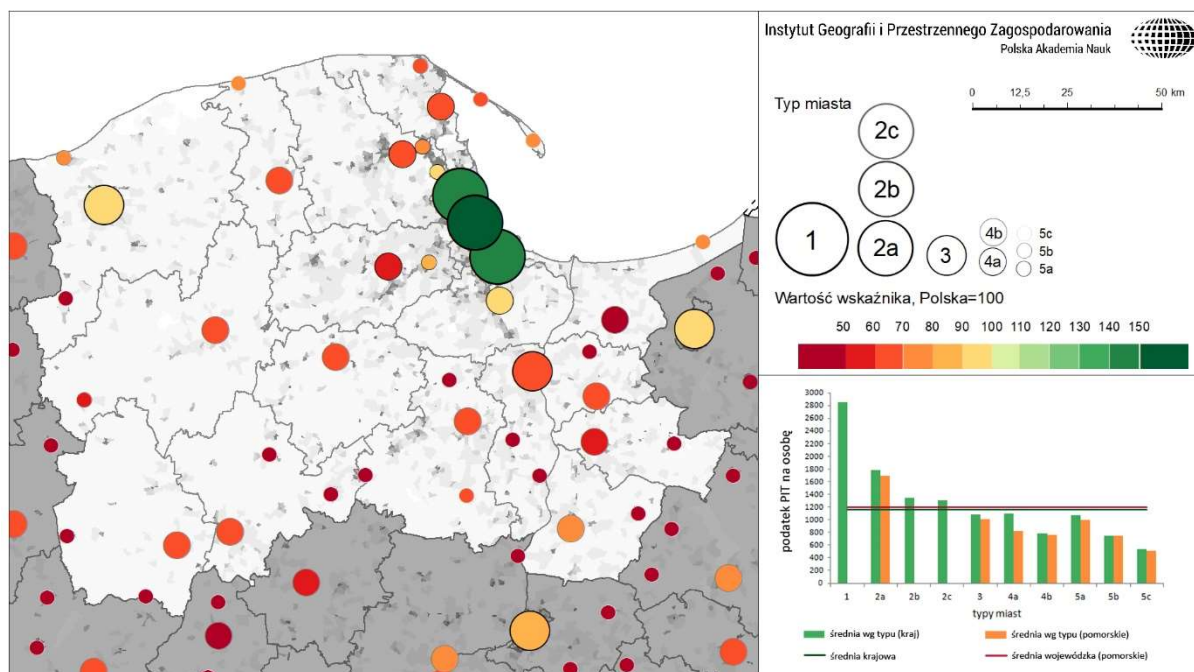 Instytut Geografii i Przestrzennego Zagospodarowania
Polska Akademia Nauk
0 12,5 25 50 km
Typ miasta
2c
2b
1
2a
3
4b
4a
5c
5b
5a
Wartość wskaźnika, Polska=100
50 60 70 80 90 100 110 120 130 140 150
podatek PIT na osobę
3000
2800
2600
2400
2200
2000
1800
1600
1400
1200
1000
800
600
400
200
0
1 2a 2b 2c 3 4a 4b 5a 5b 5c
typy miast
średnia wg typu (kraj)
średnia wg typu (pomorskie)
średnia krajowa
średnia wojewódzka (pomorskie)